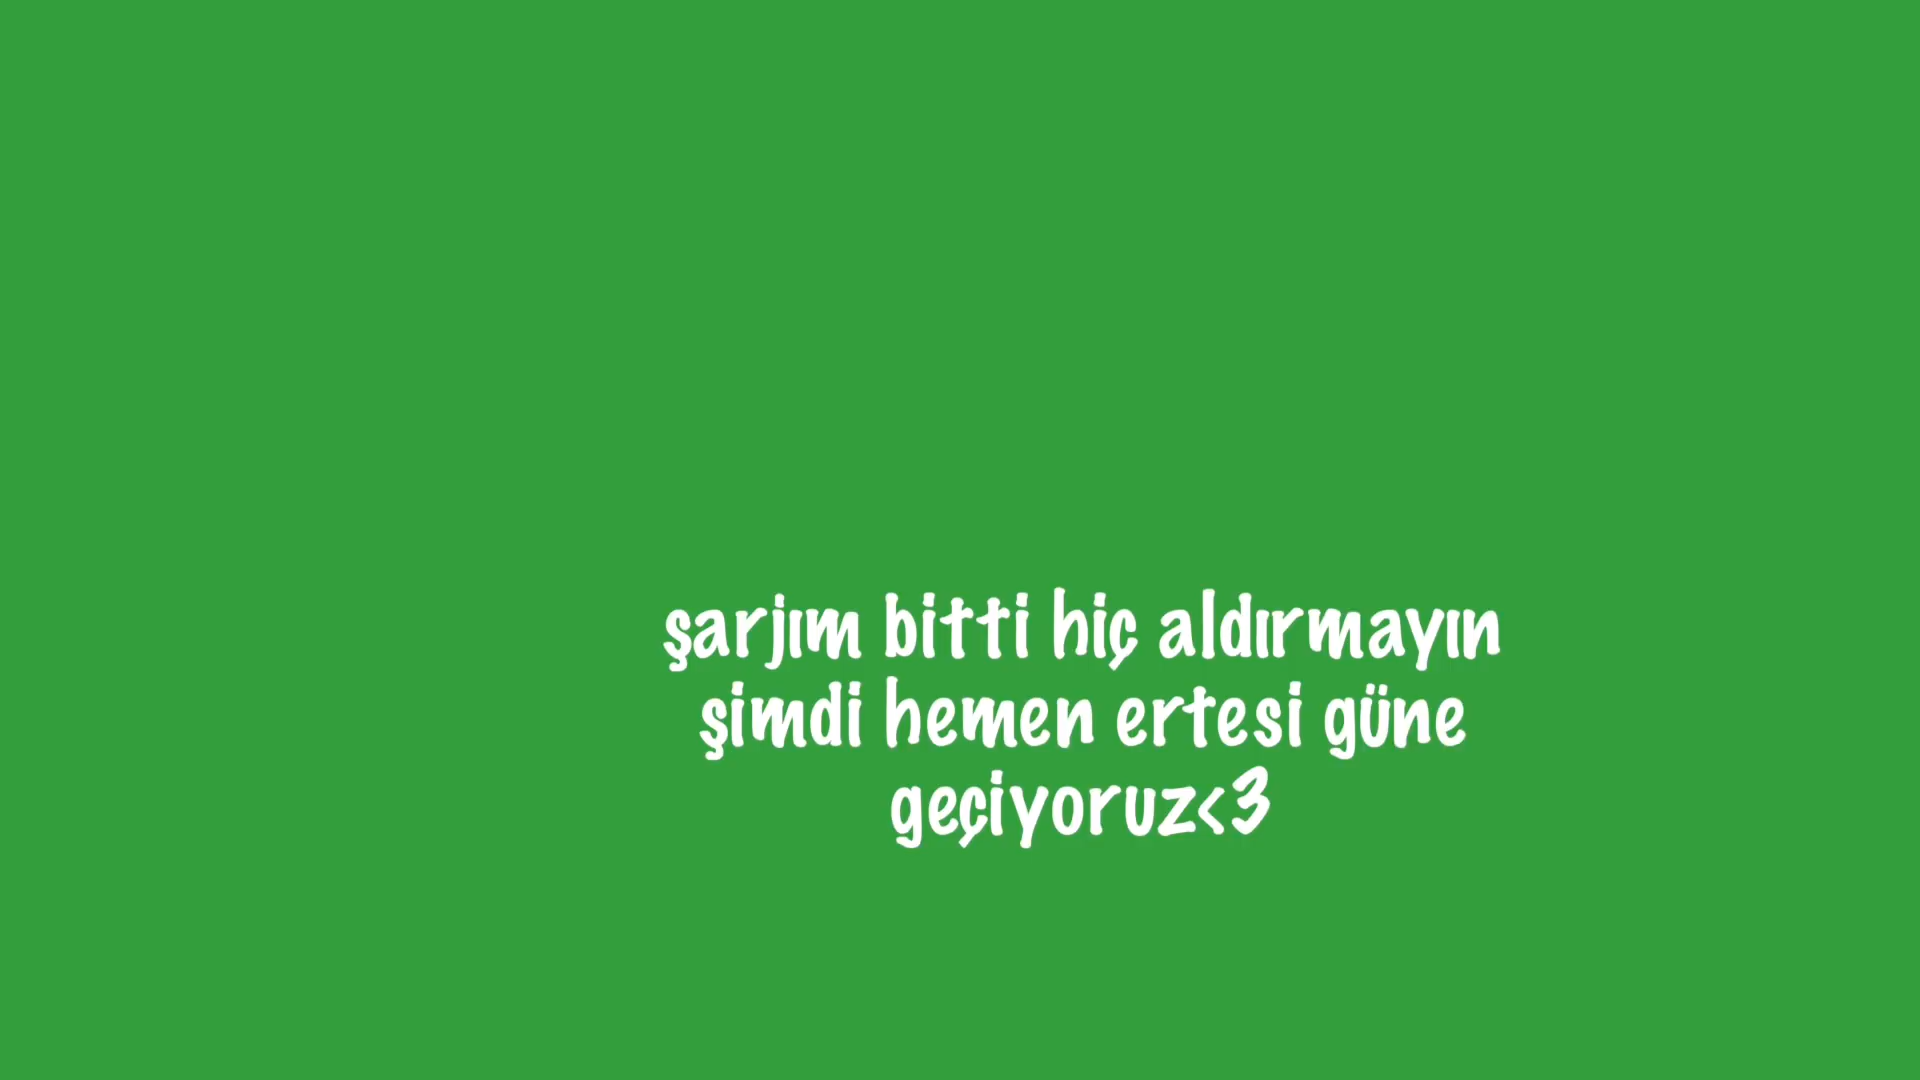 şarjım bitti hiç aldırmayın
şimdi hemen ertesi güne
geçiyoruz<3